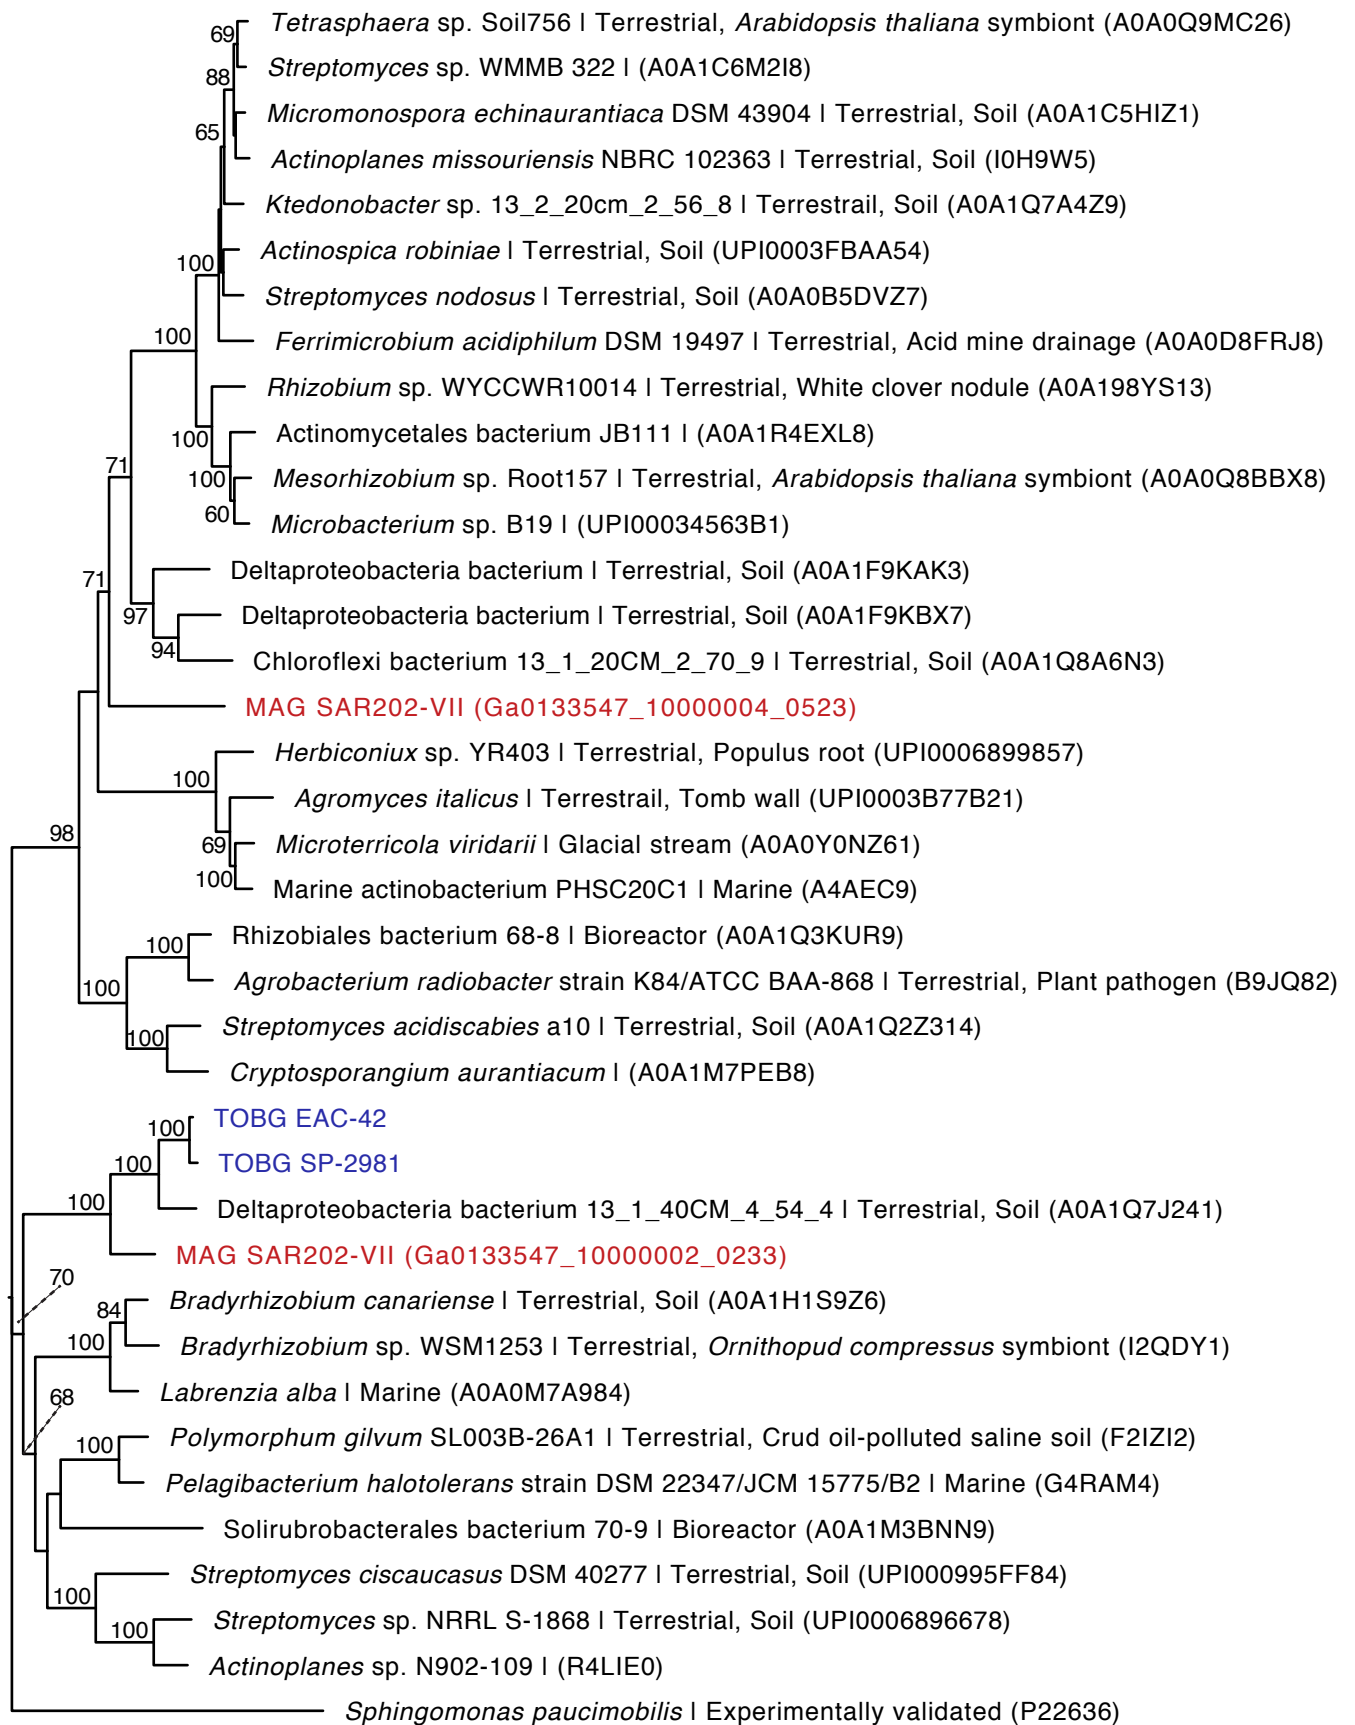 Tetrasphaera sp. Soil756 | Terrestrial, Arabidopsis thaliana symbiont (A0A0Q9MC26)
69
Streptomyces sp. WMMB 322 | (A0A1C6M2I8)
88
Micromonospora echinaurantiaca DSM 43904 | Terrestrial, Soil (A0A1C5HIZ1)
65
Actinoplanes missouriensis NBRC 102363 | Terrestrial, Soil (I0H9W5)
Ktedonobacter sp. 13_2_20cm_2_56_8 | Terrestrail, Soil (A0A1Q7A4Z9)
Actinospica robiniae | Terrestrial, Soil (UPI0003FBAA54)
100
Streptomyces nodosus | Terrestrial, Soil (A0A0B5DVZ7)
100
Ferrimicrobium acidiphilum DSM 19497 | Terrestrial, Acid mine drainage (A0A0D8FRJ8)
Rhizobium sp. WYCCWR10014 | Terrestrial, White clover nodule (A0A198YS13)
100
Actinomycetales bacterium JB111 | (A0A1R4EXL8)
71
100
Mesorhizobium sp. Root157 | Terrestrial, Arabidopsis thaliana symbiont (A0A0Q8BBX8)
60
Microbacterium sp. B19 | (UPI00034563B1)
71
Deltaproteobacteria bacterium | Terrestrial, Soil (A0A1F9KAK3)
97
Deltaproteobacteria bacterium | Terrestrial, Soil (A0A1F9KBX7)
94
Chloroflexi bacterium 13_1_20CM_2_70_9 | Terrestrial, Soil (A0A1Q8A6N3)
MAG SAR202-VII (Ga0133547_10000004_0523)
Herbiconiux sp. YR403 | Terrestrial, Populus root (UPI0006899857)
100
Agromyces italicus | Terrestrail, Tomb wall (UPI0003B77B21)
98
69
Microterricola viridarii | Glacial stream (A0A0Y0NZ61)
100
Marine actinobacterium PHSC20C1 | Marine (A4AEC9)
100
Rhizobiales bacterium 68-8 | Bioreactor (A0A1Q3KUR9)
100
Agrobacterium radiobacter strain K84/ATCC BAA-868 | Terrestrial, Plant pathogen (B9JQ82)
100
Streptomyces acidiscabies a10 | Terrestrial, Soil (A0A1Q2Z314)
Cryptosporangium aurantiacum | (A0A1M7PEB8)
100
TOBG EAC-42
100
TOBG SP-2981
100
Deltaproteobacteria bacterium 13_1_40CM_4_54_4 | Terrestrial, Soil (A0A1Q7J241)
MAG SAR202-VII (Ga0133547_10000002_0233)
70
84
Bradyrhizobium canariense | Terrestrial, Soil (A0A1H1S9Z6)
100
Bradyrhizobium sp. WSM1253 | Terrestrial, Ornithopud compressus symbiont (I2QDY1)
68
Labrenzia alba | Marine (A0A0M7A984)
100
Polymorphum gilvum SL003B-26A1 | Terrestrial, Crud oil-polluted saline soil (F2IZI2)
Pelagibacterium halotolerans strain DSM 22347/JCM 15775/B2 | Marine (G4RAM4)
Solirubrobacterales bacterium 70-9 | Bioreactor (A0A1M3BNN9)
Streptomyces ciscaucasus DSM 40277 | Terrestrial, Soil (UPI000995FF84)
100
Streptomyces sp. NRRL S-1868 | Terrestrial, Soil (UPI0006896678)
100
Actinoplanes sp. N902-109 | (R4LIE0)
Sphingomonas paucimobilis | Experimentally validated (P22636)